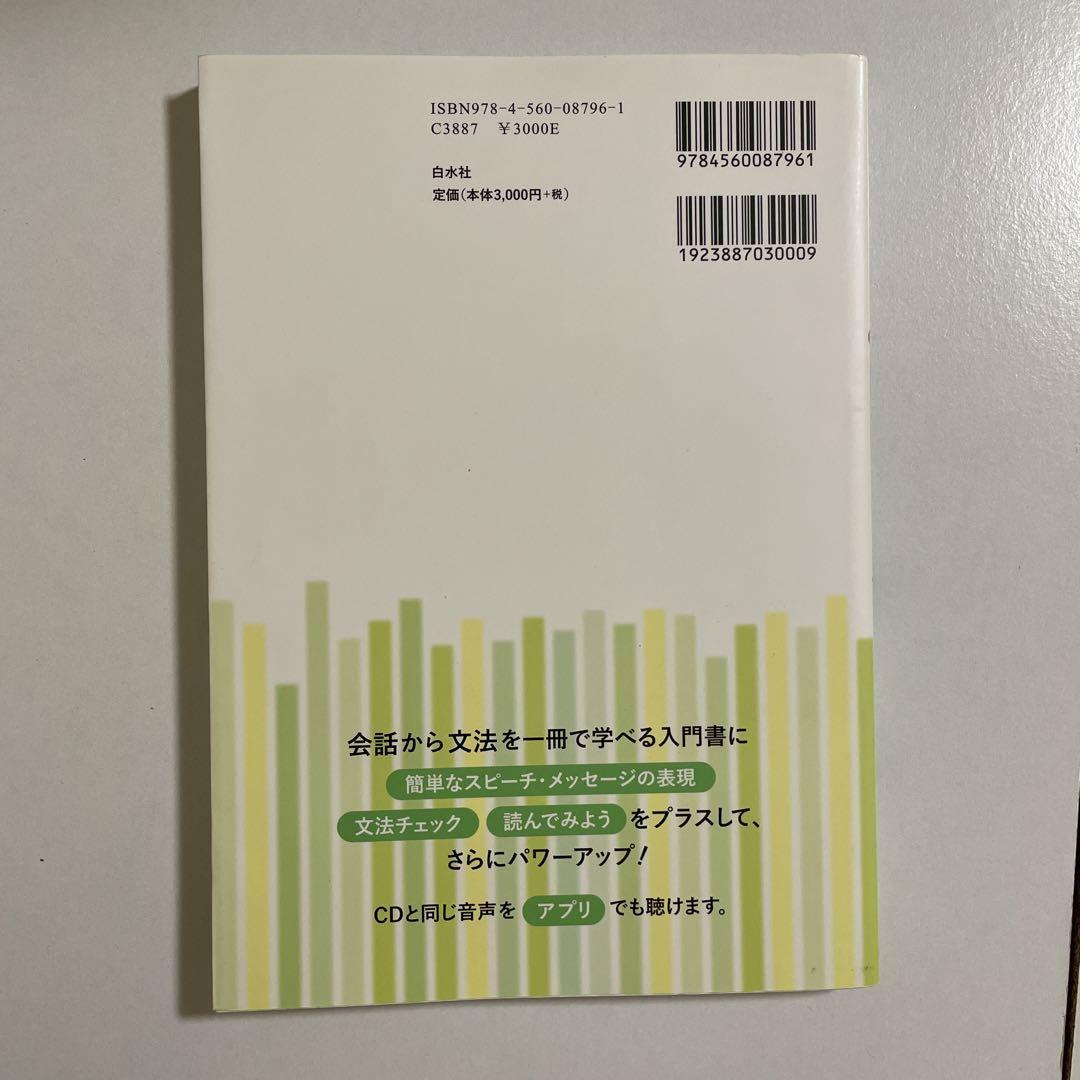 ISBN978-4-560-08796-1
C3887 ¥3000E
9784560087961
白水社
定価(本体3,000円+税)
1923887030009
会話から文法を一冊で学べる入門書に
簡単なスピーチ・メッセージの表現
文法チェック 読んでみよう をプラスして、
さらにパワーアップ!
CDと同じ音声を アプリ でも聴けます。